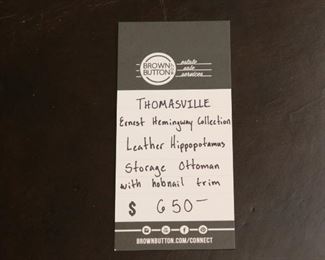 BROWN
BUTTON
estate
sale
services
THOMASVILLE
Ernest Hemingway Collection
Leather Hippopotamus
Storage Ottoman
with hobnail trim
$ 650—
BROWNBUTTON.COM/CONNECT